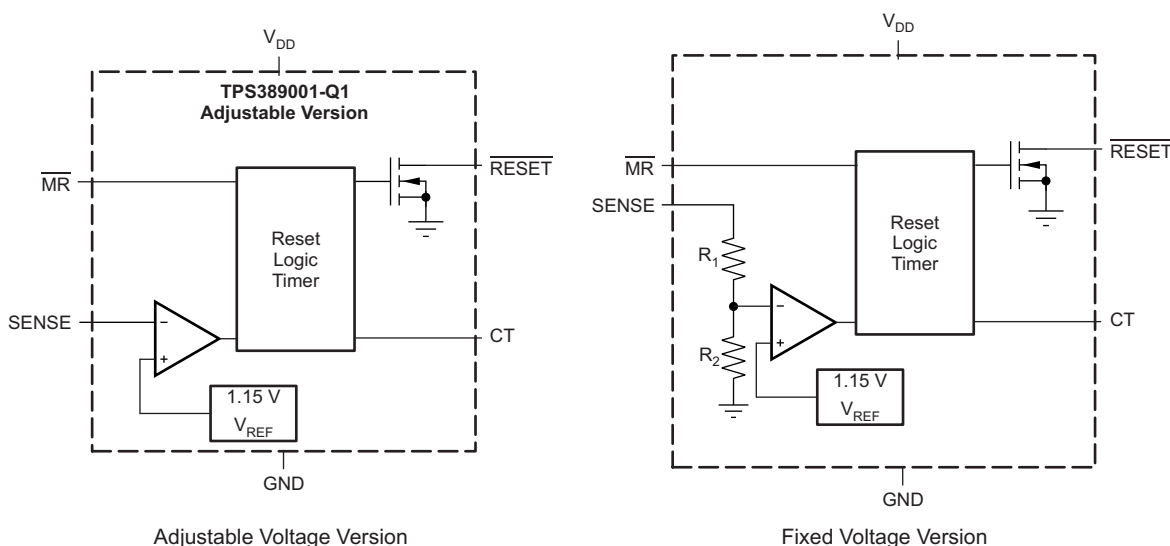 V_DD
TPS389001-Q1
Adjustable Version
MR
RESET
Reset
Logic
Timer
SENSE
−
+
CT
1.15 V
V_REF
GND
Adjustable Voltage Version
V_DD
MR
RESET
SENSE
R_1
Reset
Logic
Timer
−
+
CT
R_2
1.15 V
V_REF
GND
Fixed Voltage Version